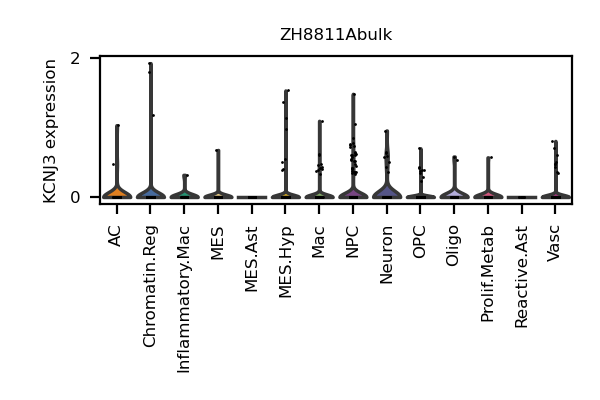 ZH8811Abulk
KCNJ3 expression
2
0
AC
Chromatin.Reg
Inflammatory.Mac
MES
MES.Ast
MES.Hyp
Mac
NPC
Neuron
OPC
Oligo
Prolif.Metab
Reactive.Ast
Vasc